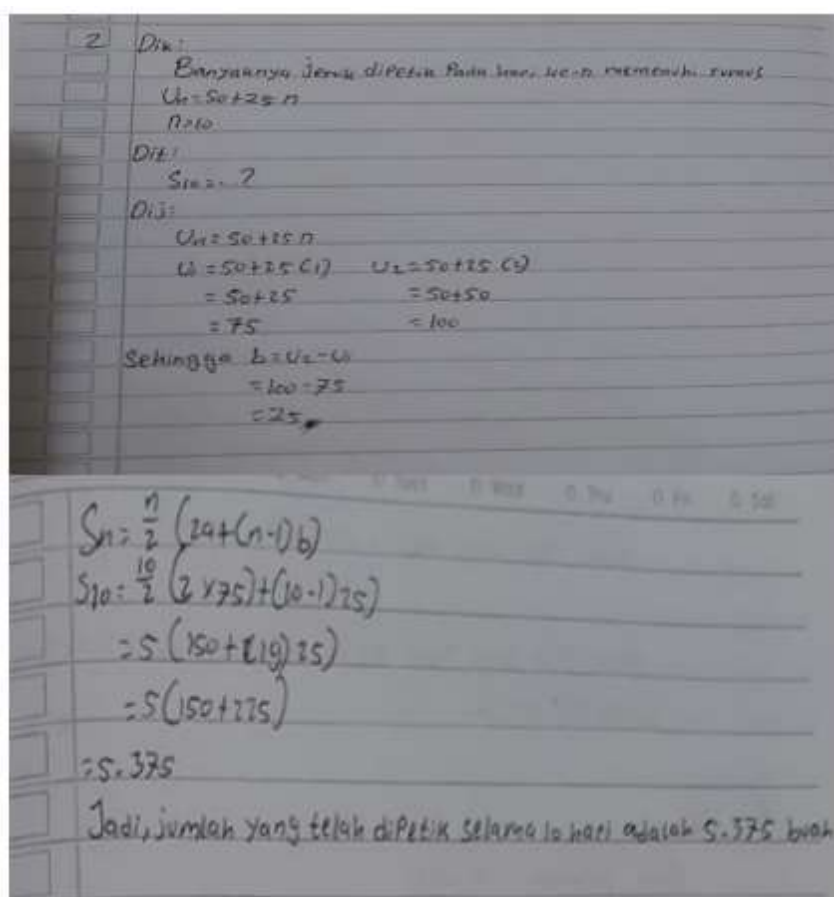 2 Dik:
Banyaknya Jeruk diPetik Pada hari ke-n memenuhi rumus
Un = 50+25 n
n=10
Dit:
S10 = . ?
Dij:
Un = 50+25 n
U1 = 50+25 (1) U2 = 50+25 (2)
= 50+25 = 50+50
= 75 = 100
Sehingga b = U2-U1
= 100-75
= 25
Sn = n/2 (2a+(n-1) b)
S10 = 10/2 (2 x75)+(10-1) 25)
= 5 (150+(19) 25)
= 5 (150+225)
= 5.375
Jadi, jumlah yang telah diPetik selama 10 hari adalah 5.375 buah